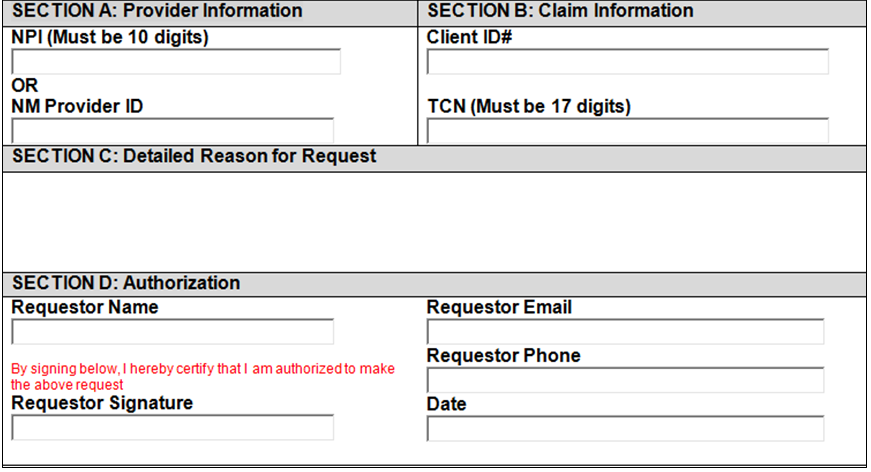 SECTION A: Provider Information
SECTION B: Claim Information
NPI (Must be 10 digits)
Client ID#
OR
NM Provider ID
TCN (Must be 17 digits)
SECTION C: Detailed Reason for Request
SECTION D: Authorization
Requestor Name
Requestor Email
By signing below, I hereby certify that I am authorized to make
the above request
Requestor Phone
Requestor Signature
Date